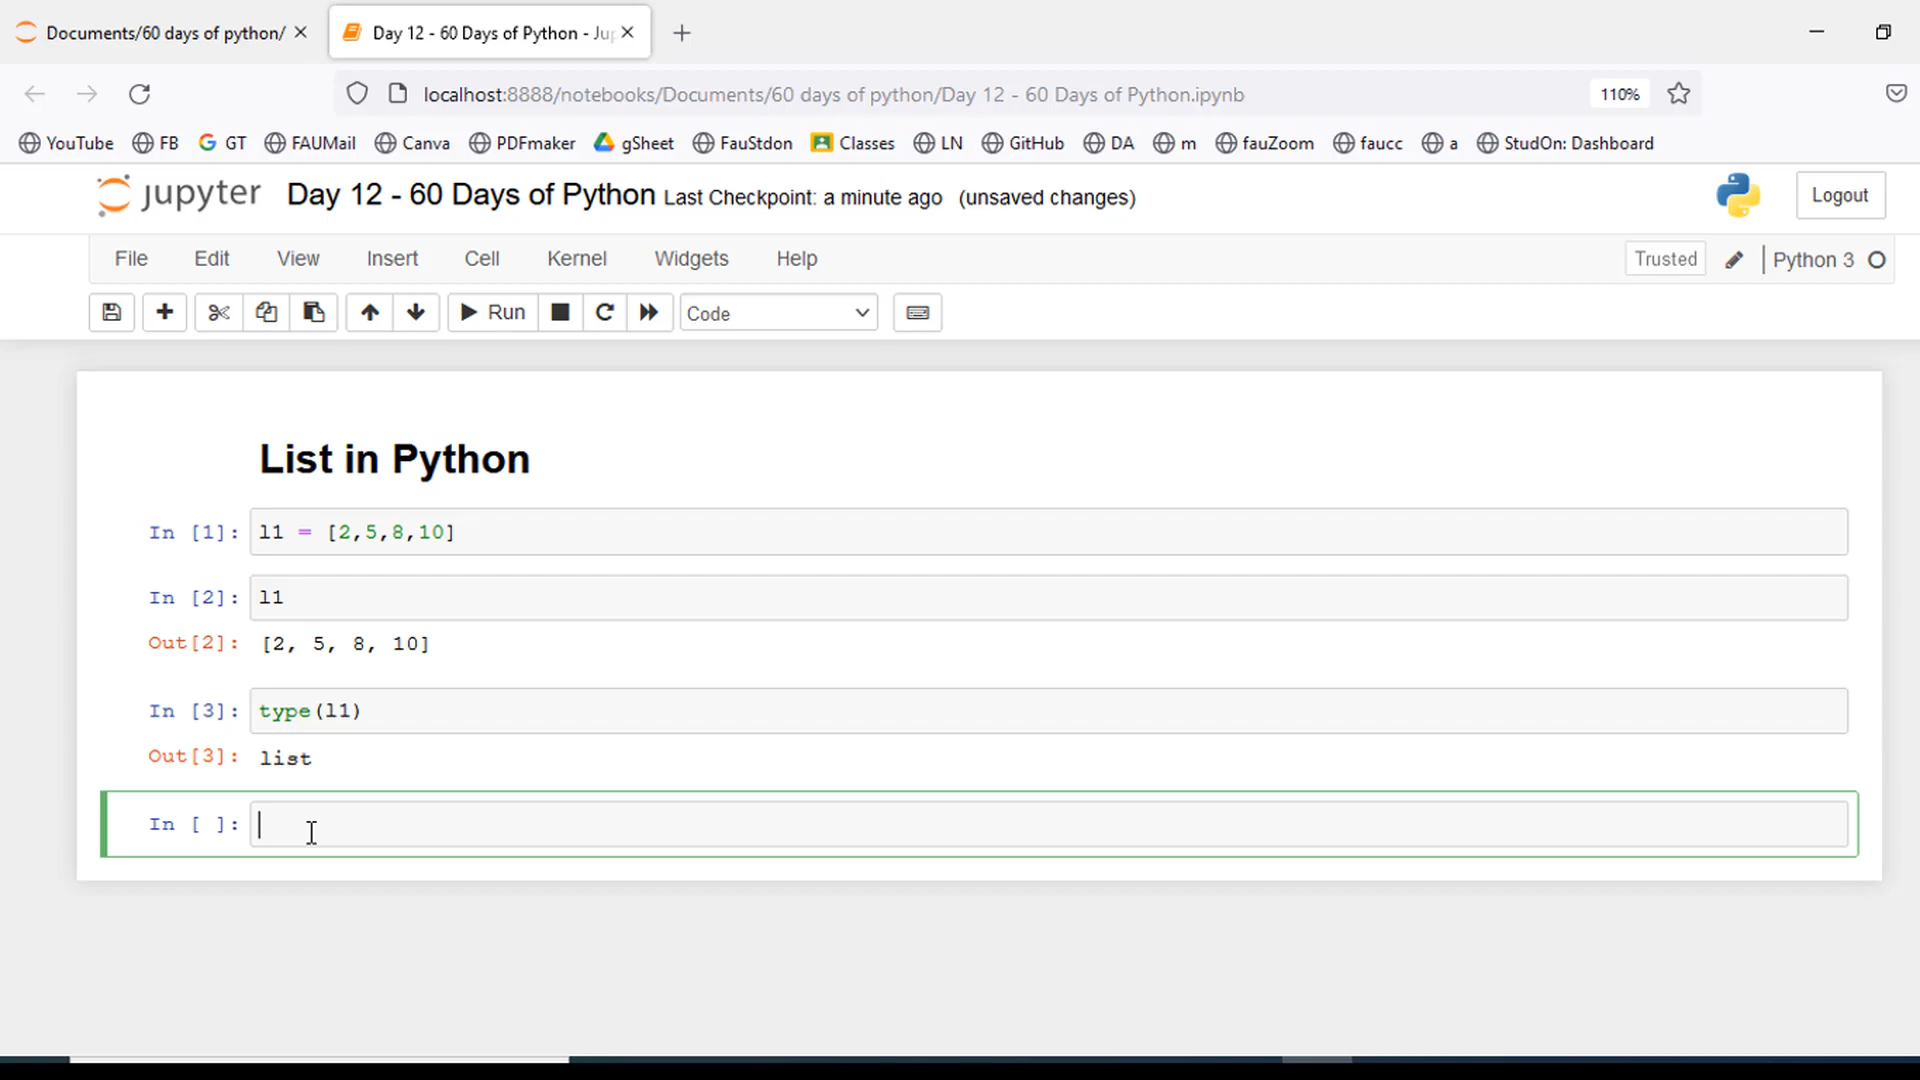 Documents/60 days of python/
Day 12 - 60 Days of Python - Jup
localhost:8888/notebooks/Documents/60 days of python/Day 12 - 60 Days of Python.ipynb
110%
YouTube FB GT FAUMail Canva PDFmaker gSheet FauStdon Classes LN GitHub DA m fauZoom faucc a StudOn: Dashboard
jupyter Day 12 - 60 Days of Python Last Checkpoint: a minute ago (unsaved changes)
Logout
File Edit View Insert Cell Kernel Widgets Help
Trusted Python 3
Run Code
List in Python
In [1]: l1 = [2,5,8,10]
In [2]: l1
Out[2]: [2, 5, 8, 10]
In [3]: type(l1)
Out[3]: list
In [ ]: